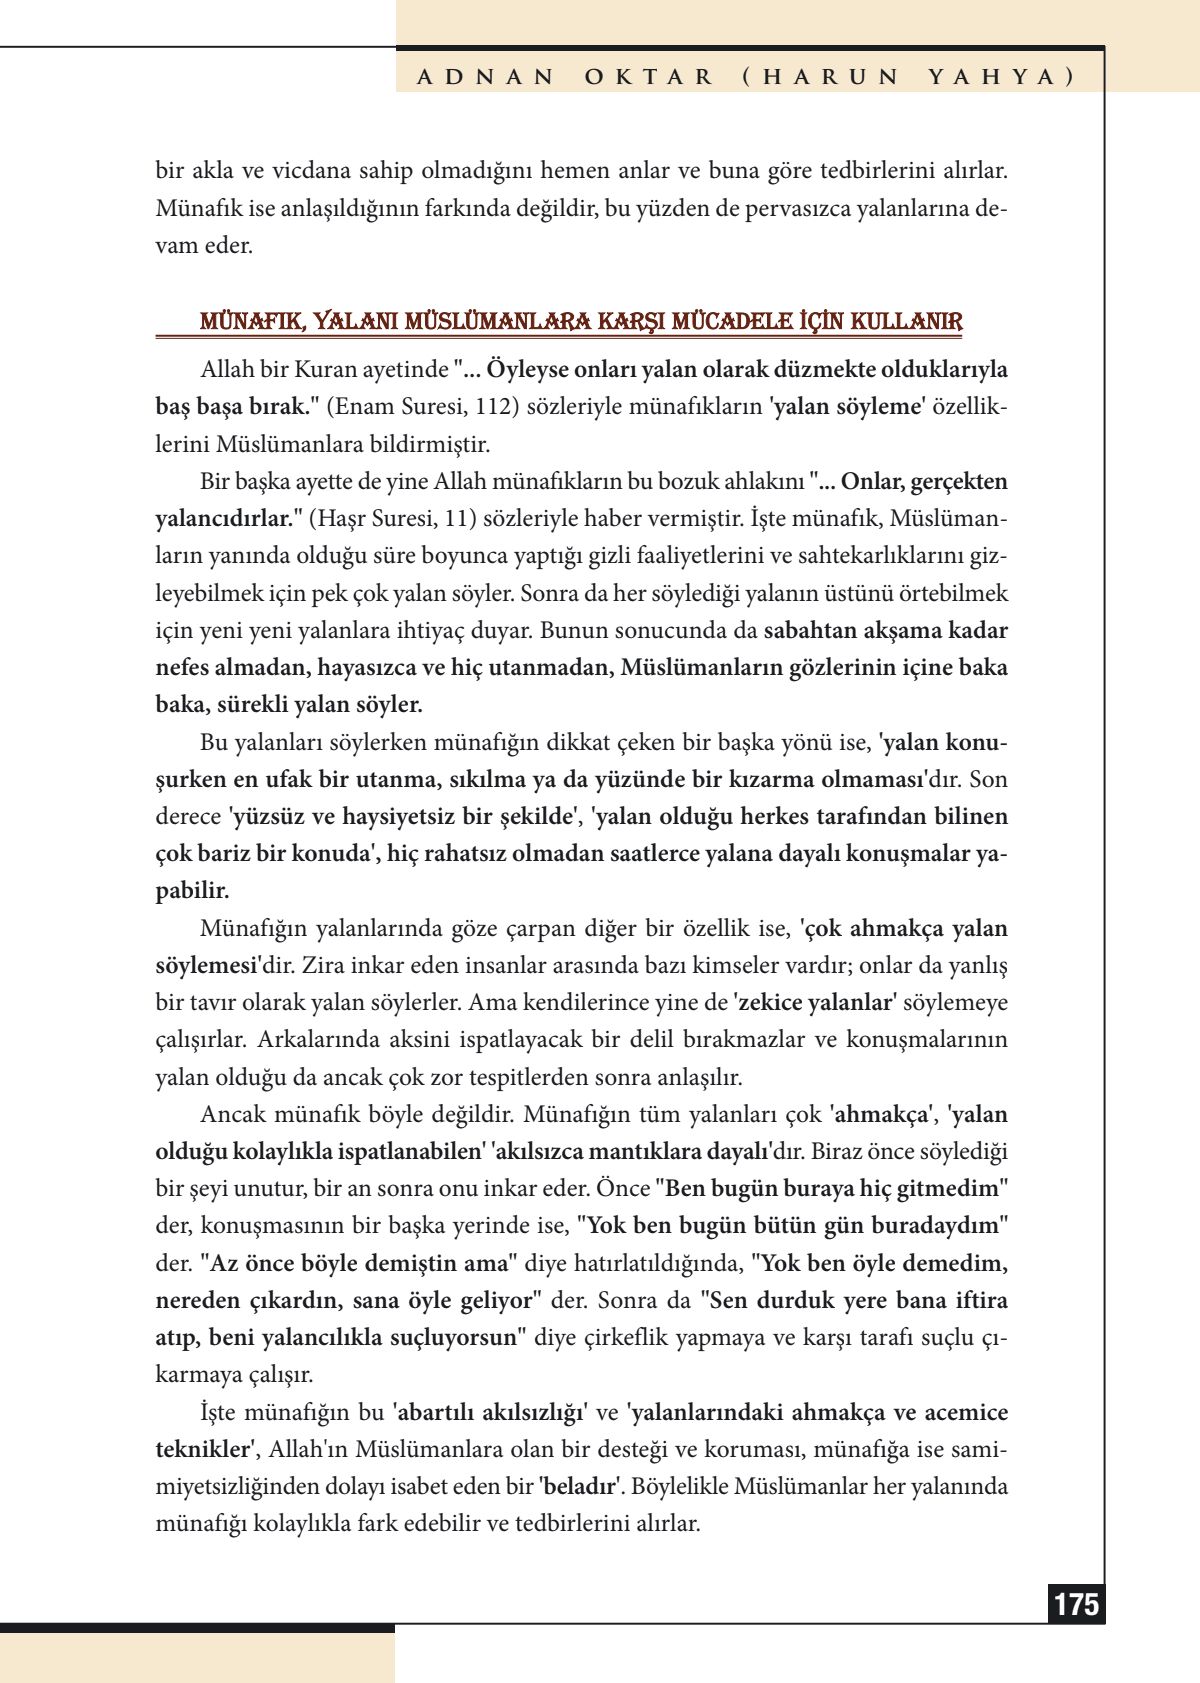 ADNAN OKTAR (HARUN YAHYA)
bir akla ve vicdana sahip olmadığını hemen anlar ve buna göre tedbirlerini alırlar.
Münafık ise anlaşıldığının farkında değildir, bu yüzden de pervasızca yalanlarına de-
vam eder.
MÜNAFIK, YALANI MÜSLÜMANLARA KARŞI MÜCADELE İÇİN KULLANIR
Allah bir Kuran ayetinde "... Öyleyse onları yalan olarak düzmekte olduklarıyla
baş başa bırak." (Enam Suresi, 112) sözleriyle münafıkların 'yalan söyleme' özellik-
lerini Müslümanlara bildirmiştir.
Bir başka ayette de yine Allah münafıkların bu bozuk ahlakını "... Onlar, gerçekten
yalancıdırlar." (Haşr Suresi, 11) sözleriyle haber vermiştir. İşte münafık, Müslüman-
ların yanında olduğu süre boyunca yaptığı gizli faaliyetlerini ve sahtekarlıklarını giz-
leyebilmek için pek çok yalan söyler. Sonra da her söylediği yalanın üstünü örtebilmek
için yeni yeni yalanlara ihtiyaç duyar. Bunun sonucunda da sabahtan akşama kadar
nefes almadan, hayasızca ve hiç utanmadan, Müslümanların gözlerinin içine baka
baka, sürekli yalan söyler.
Bu yalanları söylerken münafığın dikkat çeken bir başka yönü ise, 'yalan konu-
şurken en ufak bir utanma, sıkılma ya da yüzünde bir kızarma olmaması'dır. Son
derece 'yüzsüz ve haysiyetsiz bir şekilde', 'yalan olduğu herkes tarafından bilinen
çok bariz bir konuda', hiç rahatsız olmadan saatlerce yalana dayalı konuşmalar ya-
pabilir.
Münafığın yalanlarında göze çarpan diğer bir özellik ise, 'çok ahmakça yalan
söylemesi'dir. Zira inkar eden insanlar arasında bazı kimseler vardır; onlar da yanlış
bir tavır olarak yalan söylerler. Ama kendilerince yine de 'zekice yalanlar' söylemeye
çalışırlar. Arkalarında aksini ispatlayacak bir delil bırakmazlar ve konuşmalarının
yalan olduğu da ancak çok zor tespitlerden sonra anlaşılır.
Ancak münafık böyle değildir. Münafığın tüm yalanları çok 'ahmakça', 'yalan
olduğu kolaylıkla ispatlanabilen' 'akılsızca mantıklara dayalı'dır. Biraz önce söylediği
bir şeyi unutur, bir an sonra onu inkar eder. Önce "Ben bugün buraya hiç gitmedim"
der, konuşmasının bir başka yerinde ise, "Yok ben bugün bütün gün buradaydım"
der. "Az önce böyle demiştin ama" diye hatırlatıldığında, "Yok ben öyle demedim,
nereden çıkardın, sana öyle geliyor" der. Sonra da "Sen durduk yere bana iftira
atıp, beni yalancılıkla suçluyorsun" diye çirkeflik yapmaya ve karşı tarafı suçlu çı-
karmaya çalışır.
İşte münafığın bu 'abartılı akılsızlığı' ve 'yalanlarındaki ahmakça ve acemice
teknikler', Allah'ın Müslümanlara olan bir desteği ve koruması, münafığa ise sami-
miyetsizliğinden dolayı isabet eden bir 'beladır'. Böylelikle Müslümanlar her yalanında
münafığı kolaylıkla fark edebilir ve tedbirlerini alırlar.
175